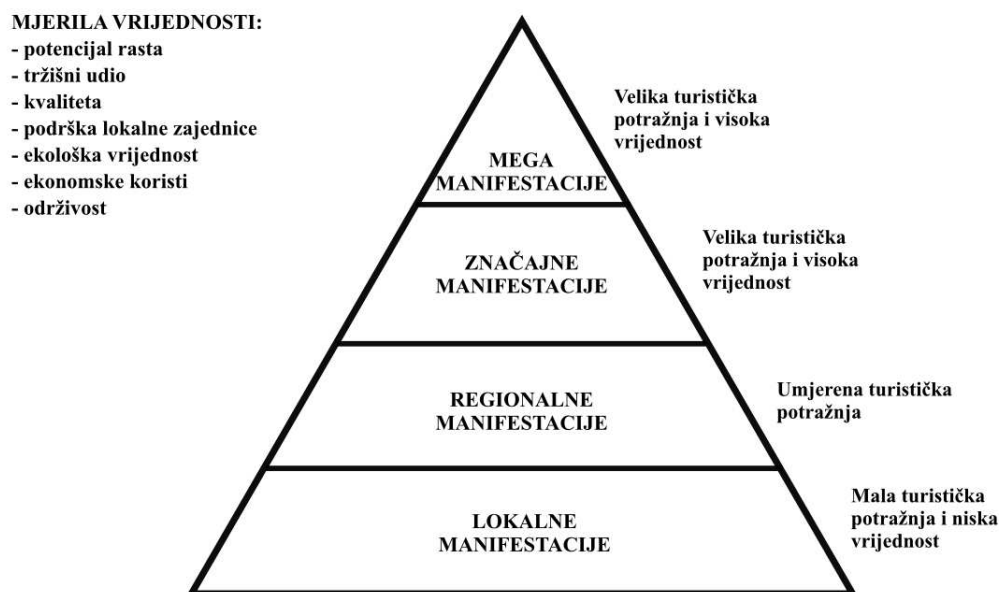 MJERILA VRIJEDNOSTI:
- potencijal rasta
- tržišni udio
- kvaliteta
- podrška lokalne zajednice
- ekološka vrijednost
- ekonomske koristi
- održivost
Velika turistička
potražnja i visoka
vrijednost
MEGA
MANIFESTACIJE
Velika turistička
potražnja i visoka
vrijednost
ZNAČAJNE
MANIFESTACIJE
Umjerena turistička
potražnja
REGIONALNE
MANIFESTACIJE
Mala turistička
potražnja i niska
vrijednost
LOKALNE
MANIFESTACIJE